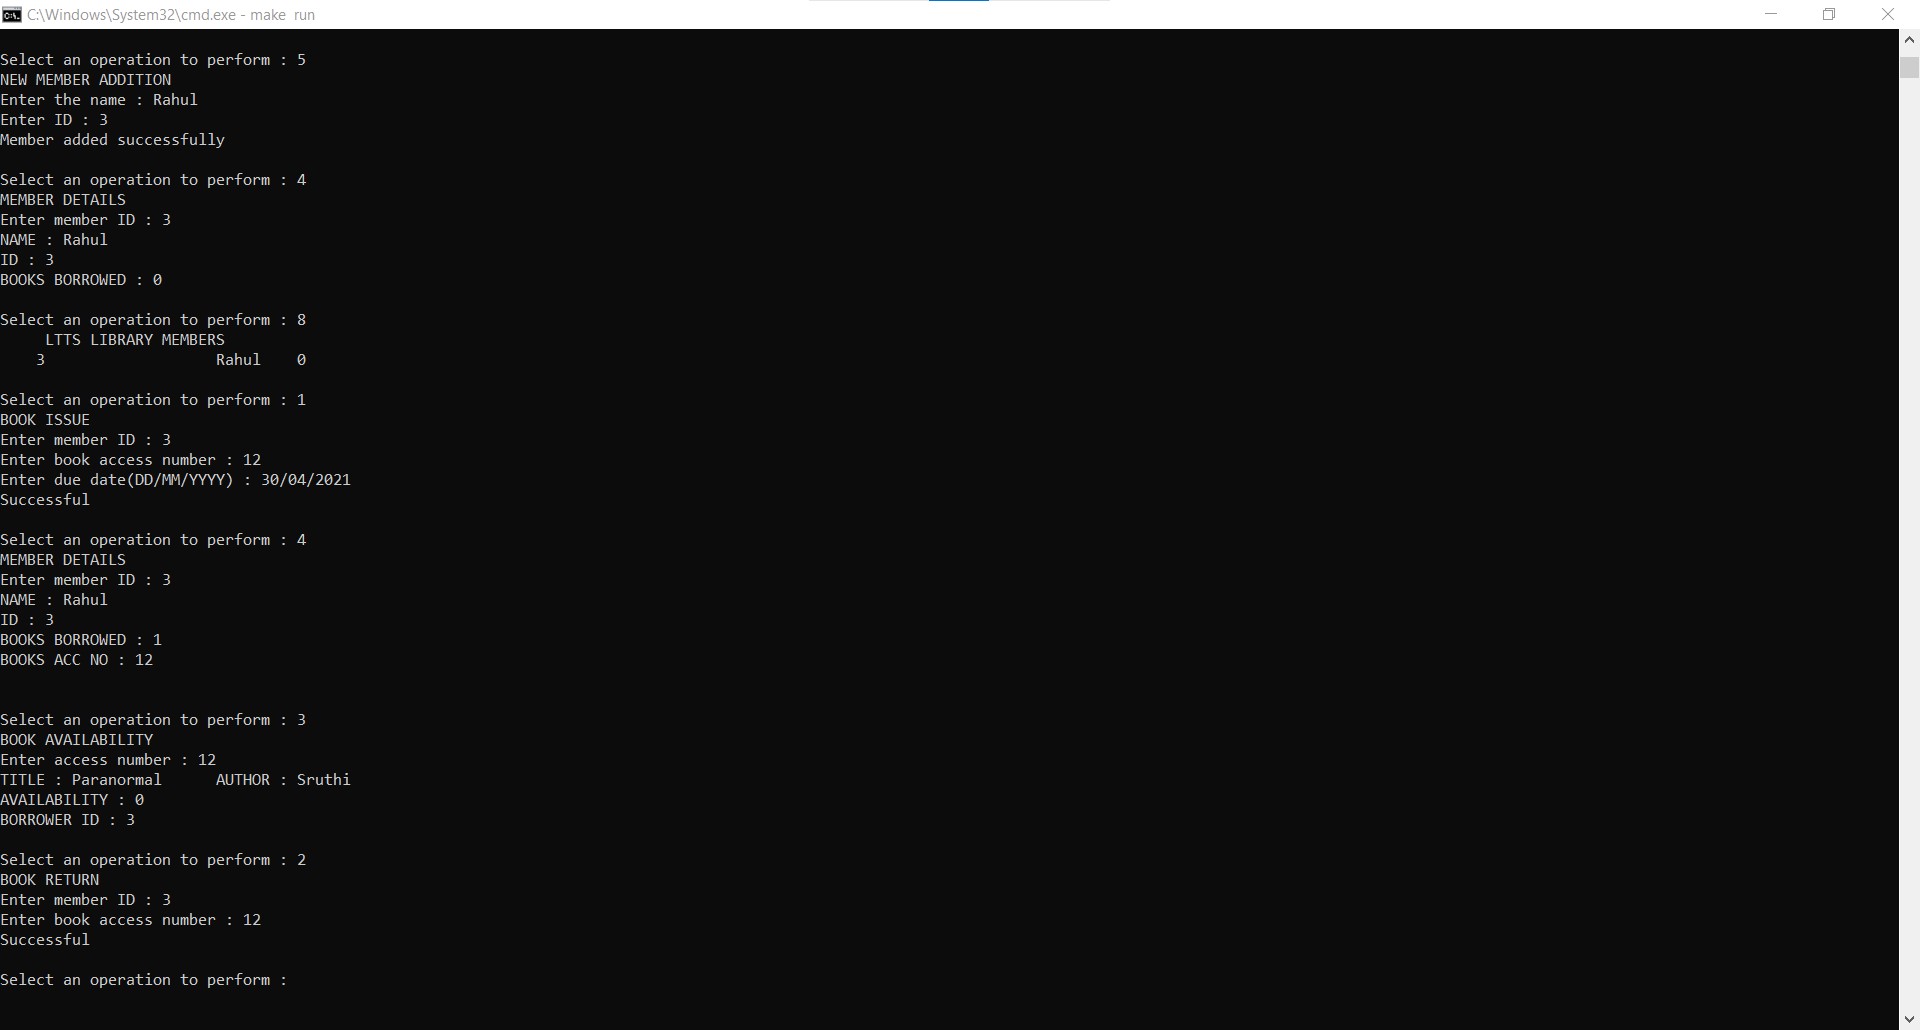 C:\Windows\System32\cmd.exe - make  run
Select an operation to perform : 5
NEW MEMBER ADDITION
Enter the name : Rahul
Enter ID : 3
Member added successfully
Select an operation to perform : 4
MEMBER DETAILS
Enter member ID : 3
NAME : Rahul
ID : 3
BOOKS BORROWED : 0
Select an operation to perform : 8
     LTTS LIBRARY MEMBERS
    3                   Rahul    0
Select an operation to perform : 1
BOOK ISSUE
Enter member ID : 3
Enter book access number : 12
Enter due date(DD/MM/YYYY) : 30/04/2021
Successful
Select an operation to perform : 4
MEMBER DETAILS
Enter member ID : 3
NAME : Rahul
ID : 3
BOOKS BORROWED : 1
BOOKS ACC NO : 12
Select an operation to perform : 3
BOOK AVAILABILITY
Enter access number : 12
TITLE : Paranormal      AUTHOR : Sruthi
AVAILABILITY : 0
BORROWER ID : 3
Select an operation to perform : 2
BOOK RETURN
Enter member ID : 3
Enter book access number : 12
Successful
Select an operation to perform :